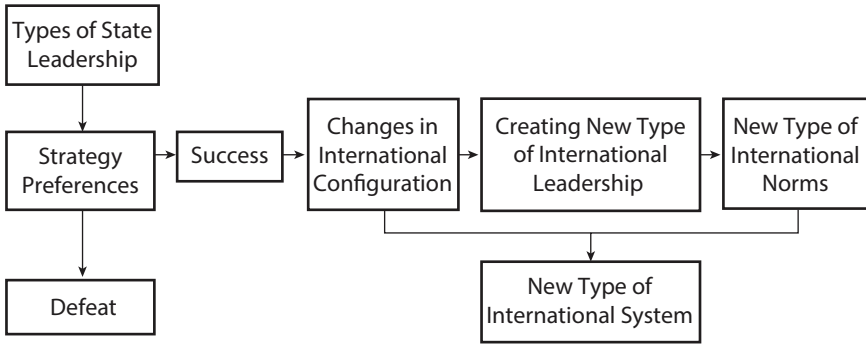 Types of State
Leadership
Strategy
Preferences
Success
Changes in
International
Configuration
Creating New Type
of International
Leadership
New Type of
International
Norms
Defeat
New Type of
International System